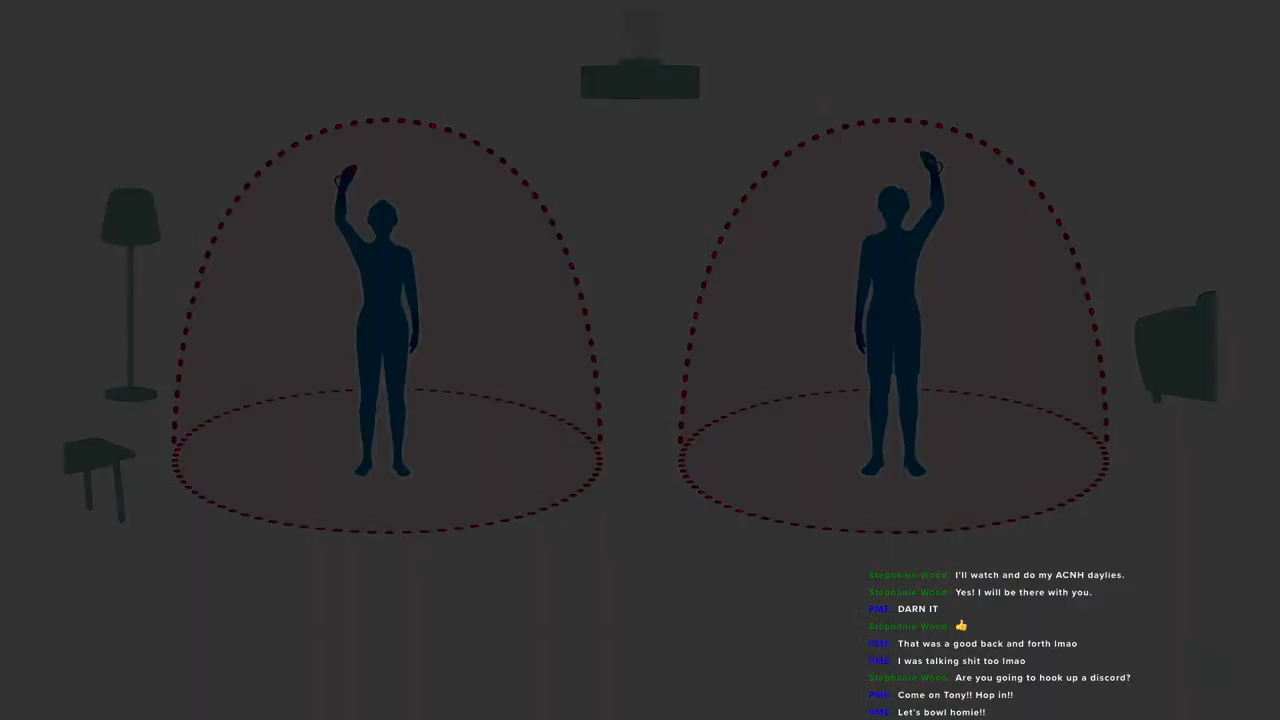 Stephanie Wood: I'll watch and do my ACNH daylies.
Stephanie Wood: Yes! I will be there with you.
PME: DARN IT
Stephanie Wood: 👍
PME: That was a good back and forth lmao
PME: I was talking shit too lmao
Stephanie Wood: Are you going to hook up a discord?
PME: Come on Tony!! Hop in!!
PME: Let's bowl homie!!